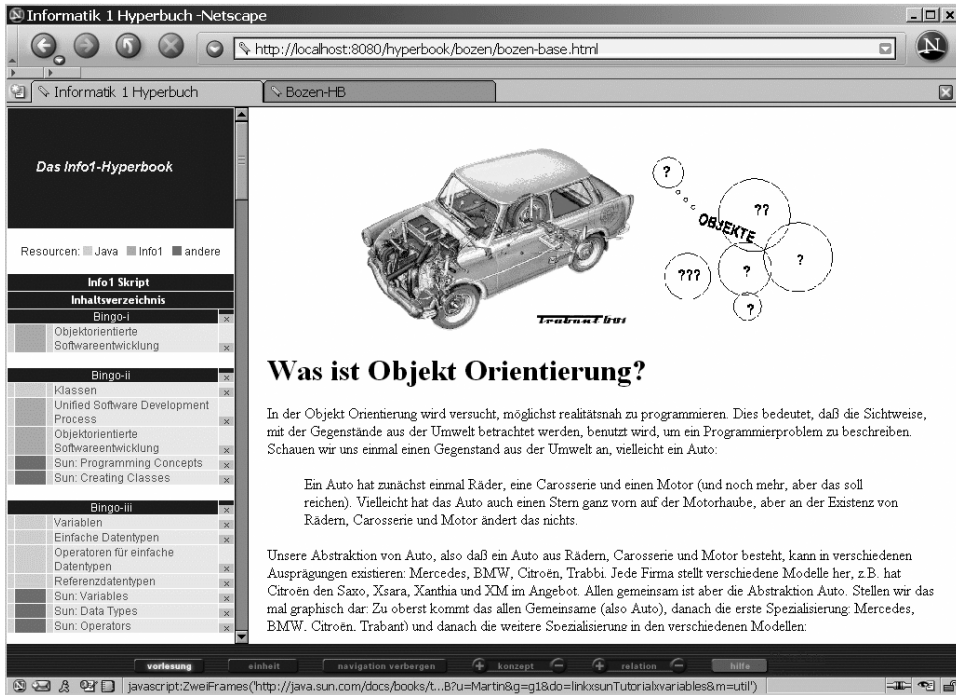 Informatik 1 Hyperbuch -Netscape
http://localhost:8080/hyperbook/bozen/bozen-base.html
N
Informatik 1 Hyperbuch
Bozen-HB
Das Info1-Hyperbook
Resourcen: Java Info1 andere
Info1 Skript
Inhaltsverzeichnis
Bingo-i
Objektorientierte
Softwareentwicklung
Bingo-ii
Klassen
Unified Software Development
Process
Objektorientierte
Softwareentwicklung
Sun: Programming Concepts
Sun: Creating Classes
Bingo-iii
Variablen
Einfache Datentypen
Operatoren für einfache
Datentypen
Referenzdatentypen
Sun: Variables
Sun: Data Types
Sun: Operators
?
??
OBJEKTE
?
???
?
?
Trabant
Was ist Objekt Orientierung?
In der Objekt Orientierung wird versucht, möglichst realitätsnah zu programmieren. Dies bedeutet, daß die Sichtweise,
mit der Gegenstände aus der Umwelt betrachtet werden, benutzt wird, um ein Programmierproblem zu beschreiben.
Schauen wir uns einmal einen Gegenstand aus der Umwelt an, vielleicht ein Auto:
Ein Auto hat zunächst einmal Räder, eine Carosserie und einen Motor (und noch mehr, aber das soll
reichen). Vielleicht hat das Auto auch einen Stern ganz vorn auf der Motorhaube, aber an der Existenz von
Rädern, Carosserie und Motor ändert das nichts.
Unsere Abstraktion von Auto, also daß ein Auto aus Rädern, Carosserie und Motor besteht, kann in verschiedenen
Ausprägungen existieren: Mercedes, BMW, Citroën, Trabbi. Jede Firma stellt verschiedene Modelle her, z.B. hat
Citroën den Saxo, Xsara, Xanthia und XM im Angebot. Allen gemeinsam ist aber die Abstraktion Auto. Stellen wir das
mal graphisch dar: Zu oberst kommt das allen Gemeinsame (also Auto), danach die erste Spezialisierung: Mercedes,
BMW, Citroën, Trabant) und danach die weitere Spezialisierung in den verschiedenen Modellen:
vorlesung einheit navigation verbergen konzept relation hilfe
javascript:ZweiFrames('http://java.sun.com/docs/books/t...B?u=Martin&g=g1&do=linkxsunTutorialxvariables&m=util')